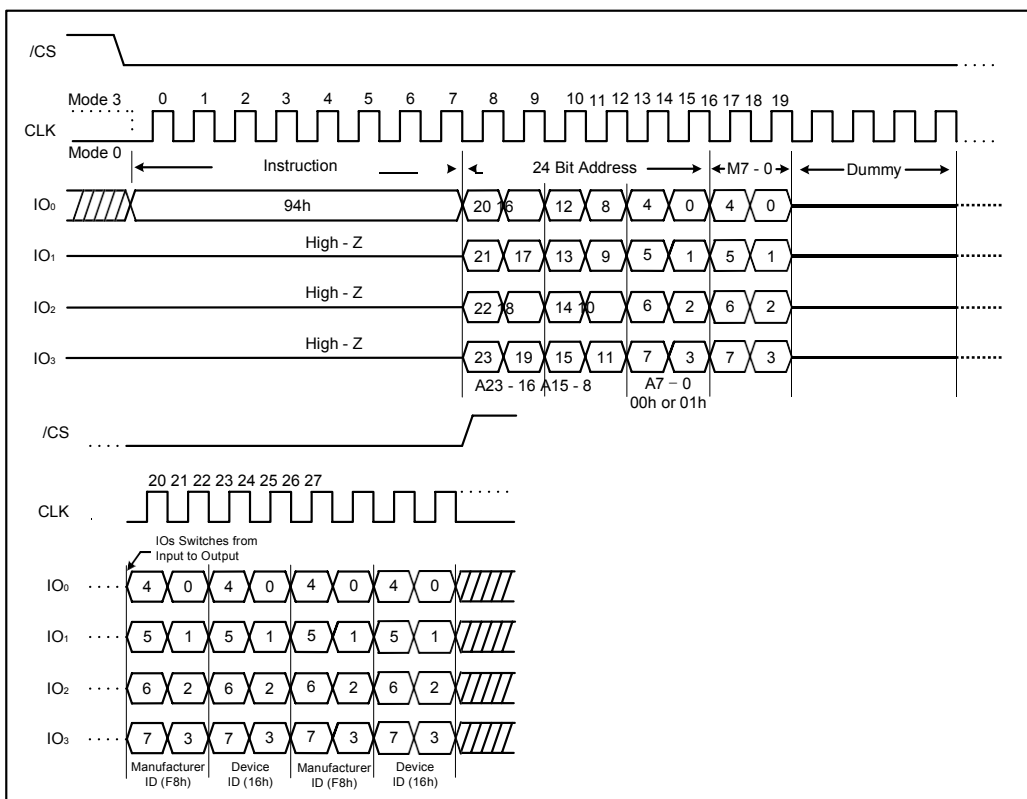 /CS
Mode 3 0 1 2 3 4 5 6 7 8 9 10 11 12 13 14 15 16 17 18 19
CLK
Mode 0
Instruction 24 Bit Address M7 - 0 Dummy
IO₀ 94h 20 16 12 8 4 0 4 0
High - Z
IO₁ 21 17 13 9 5 1 5 1
High - Z
IO₂ 22 18 14 10 6 2 6 2
High - Z
IO₃ 23 19 15 11 7 3 7 3
A23 - 16 A15 - 8 A7 – 0
00h or 01h
/CS
20 21 22 23 24 25 26 27
CLK
IOs Switches from
Input to Output
IO₀ 4 0 4 0 4 0 4 0
IO₁ 5 1 5 1 5 1 5 1
IO₂ 6 2 6 2 6 2 6 2
IO₃ 7 3 7 3 7 3 7 3
Manufacturer Device Manufacturer Device
ID (F8h) ID (16h) ID (F8h) ID (16h)